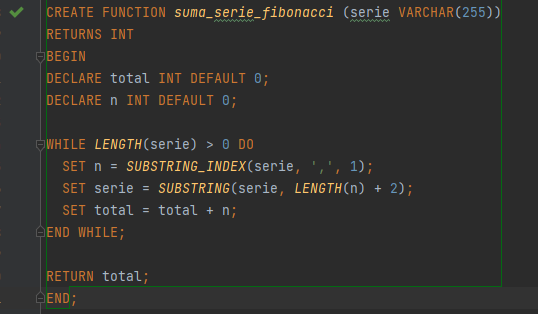 CREATE FUNCTION suma_serie_fibonacci (serie VARCHAR(255))
RETURNS INT
BEGIN
DECLARE total INT DEFAULT 0;
DECLARE n INT DEFAULT 0;
WHILE LENGTH(serie) > 0 DO
SET n = SUBSTRING_INDEX(serie, ',', 1);
SET serie = SUBSTRING(serie, LENGTH(n) + 2);
SET total = total + n;
END WHILE;
RETURN total;
END;